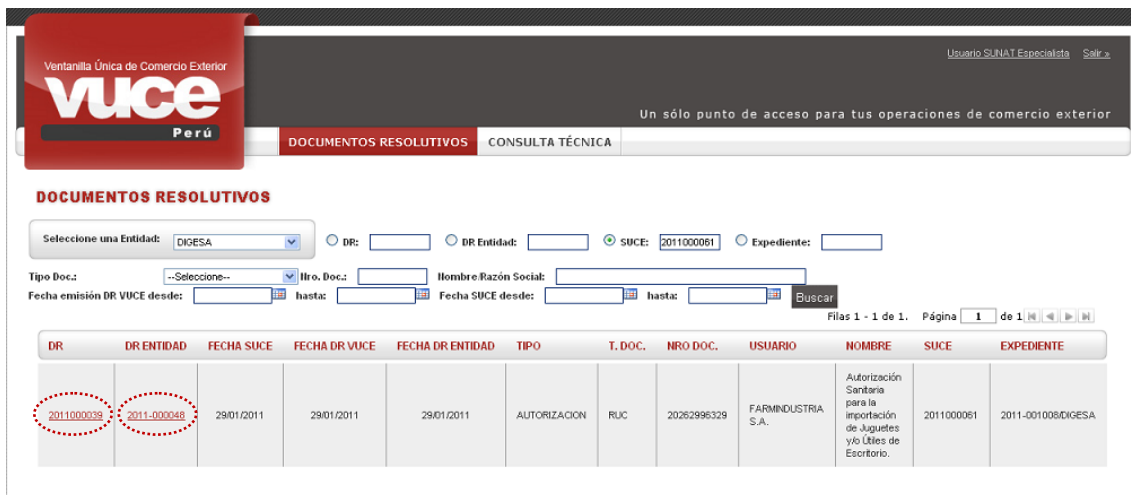 Usuario SUNAT Especialista Salir »
Ventanilla Única de Comercio Exterior
vuce
Perú
Un sólo punto de acceso para tus operaciones de comercio exterior
DOCUMENTOS RESOLUTIVOS CONSULTA TÉCNICA
DOCUMENTOS RESOLUTIVOS
Seleccione una Entidad: DIGESA DR: DR Entidad: SUCE: 2011000061 Expediente:
Tipo Doc.: --Seleccione-- Nro. Doc.: Nombre/Razón Social:
Fecha emisión DR VUCE desde: hasta: Fecha SUCE desde: hasta: Buscar
Filas 1 - 1 de 1. Página 1 de 1
DR DR ENTIDAD FECHA SUCE FECHA DR VUCE FECHA DR ENTIDAD TIPO T. DOC. NRO DOC. USUARIO NOMBRE SUCE EXPEDIENTE
2011000039 2011-000048 29/01/2011 29/01/2011 29/01/2011 AUTORIZACION RUC 20262996329
FARMINDUSTRIA
S.A.
Autorización
Sanitaria
para la
importación
de Juguetes
y/o Útiles de
Escritorio.
2011000061 2011-001008/DIGESA